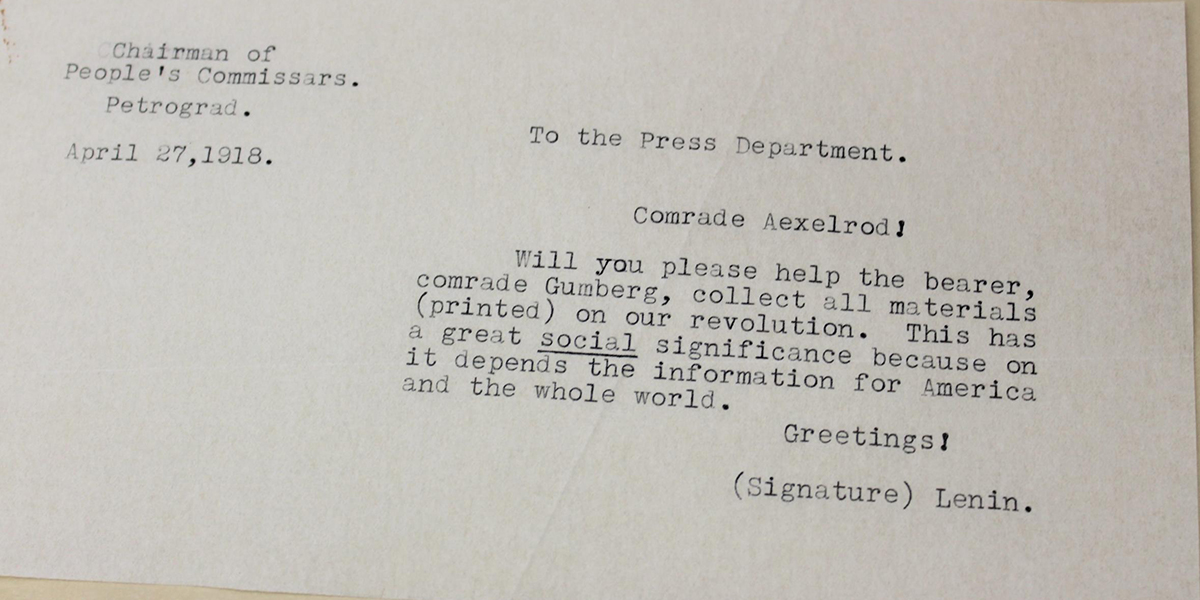 Chairman of
People's Commissars.
Petrograd.
April 27,1918.
To the Press Department.
Comrade Aexelrod!
Will you please help the bearer,
comrade Gumberg, collect all materials
(printed) on our revolution.  This has
a great social significance because on
it depends the information for America
and the whole world.
Greetings!
(Signature) Lenin.